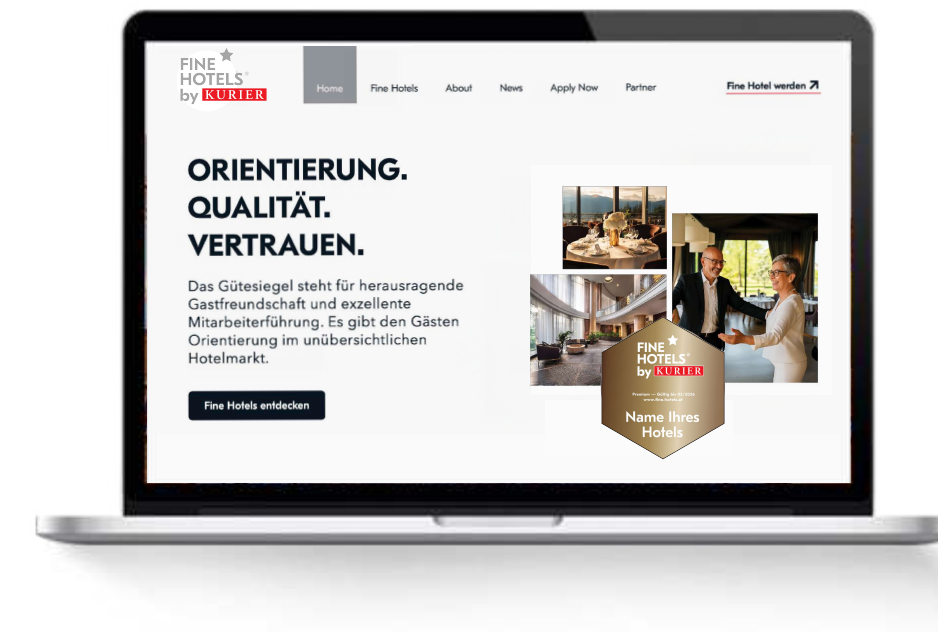 FINE
HOTELS
by KURIER
Home
Fine Hotels
About
News
Apply Now
Partner
Fine Hotel werden
ORIENTIERUNG.
QUALITÄT.
VERTRAUEN.
Das Gütesiegel steht für herausragende
Gastfreundschaft und exzellente
Mitarbeiterführung. Es gibt den Gästen
Orientierung im unübersichtlichen
Hotelmarkt.
Fine Hotels entdecken
FINE
HOTELS
by KURIER
Name Ihres
Hotels